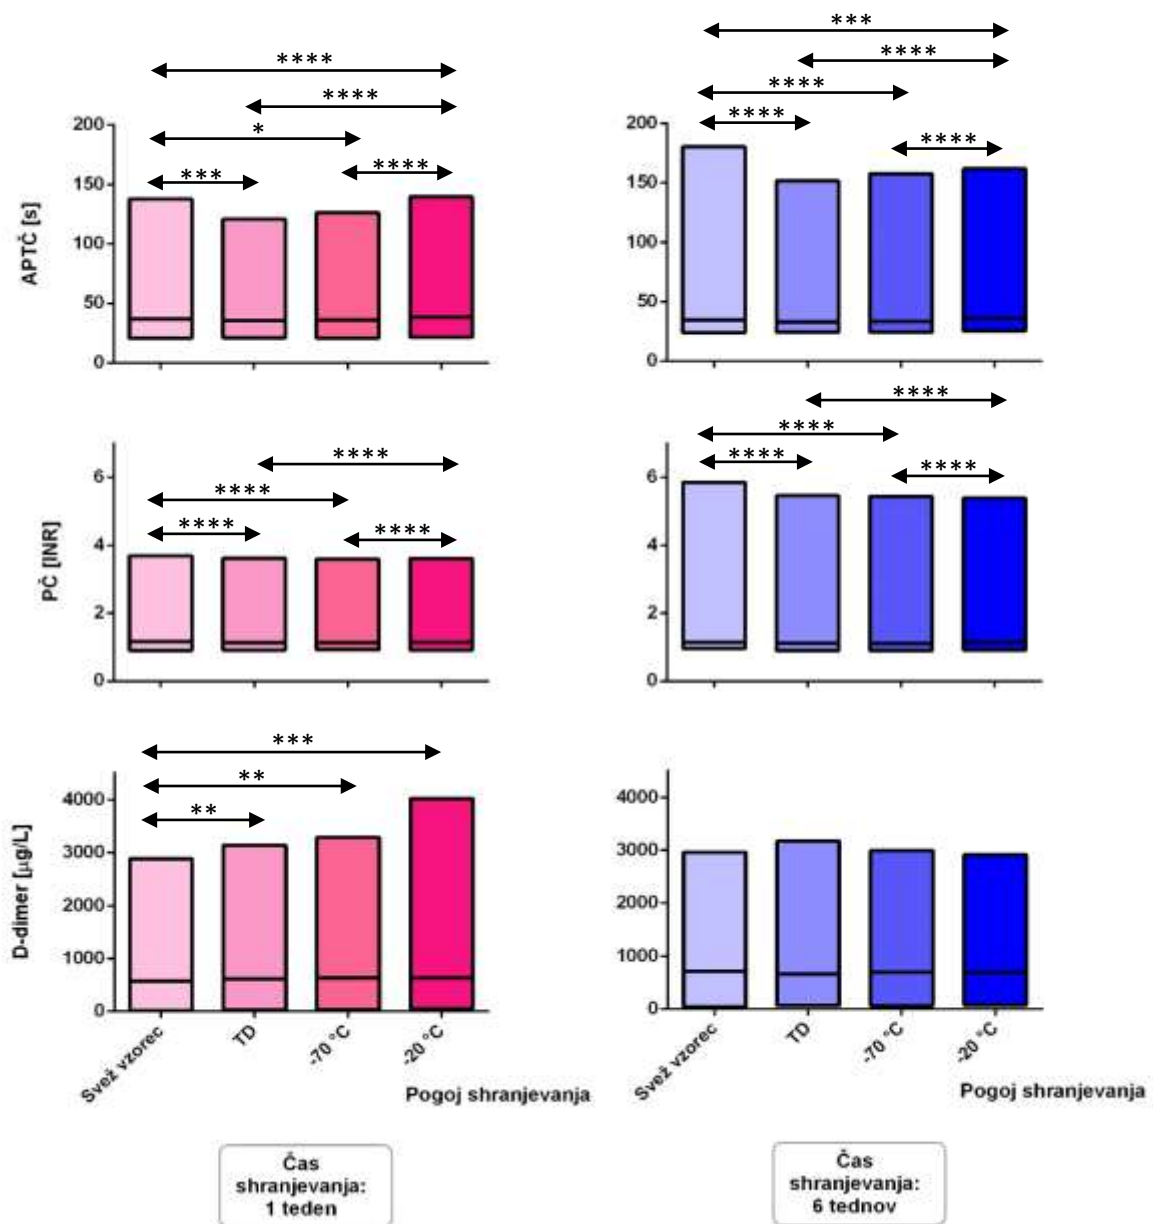 ***
****
****
****
****
****
*
****
***
****
200
150
100
50
0
APTČ [s]
200
150
100
50
0
****
****
****
****
****
****
****
****
6
4
2
0
PČ [INR]
6
4
2
0
***
**
**
4000
3000
2000
1000
0
D-dimer [µg/L]
4000
3000
2000
1000
0
Svež vzorec
TD
-70 °C
-20 °C
Pogoj shranjevanja
Svež vzorec
TD
-70 °C
-20 °C
Pogoj shranjevanja
Čas
shranjevanja:
1 teden
Čas
shranjevanja:
6 tednov